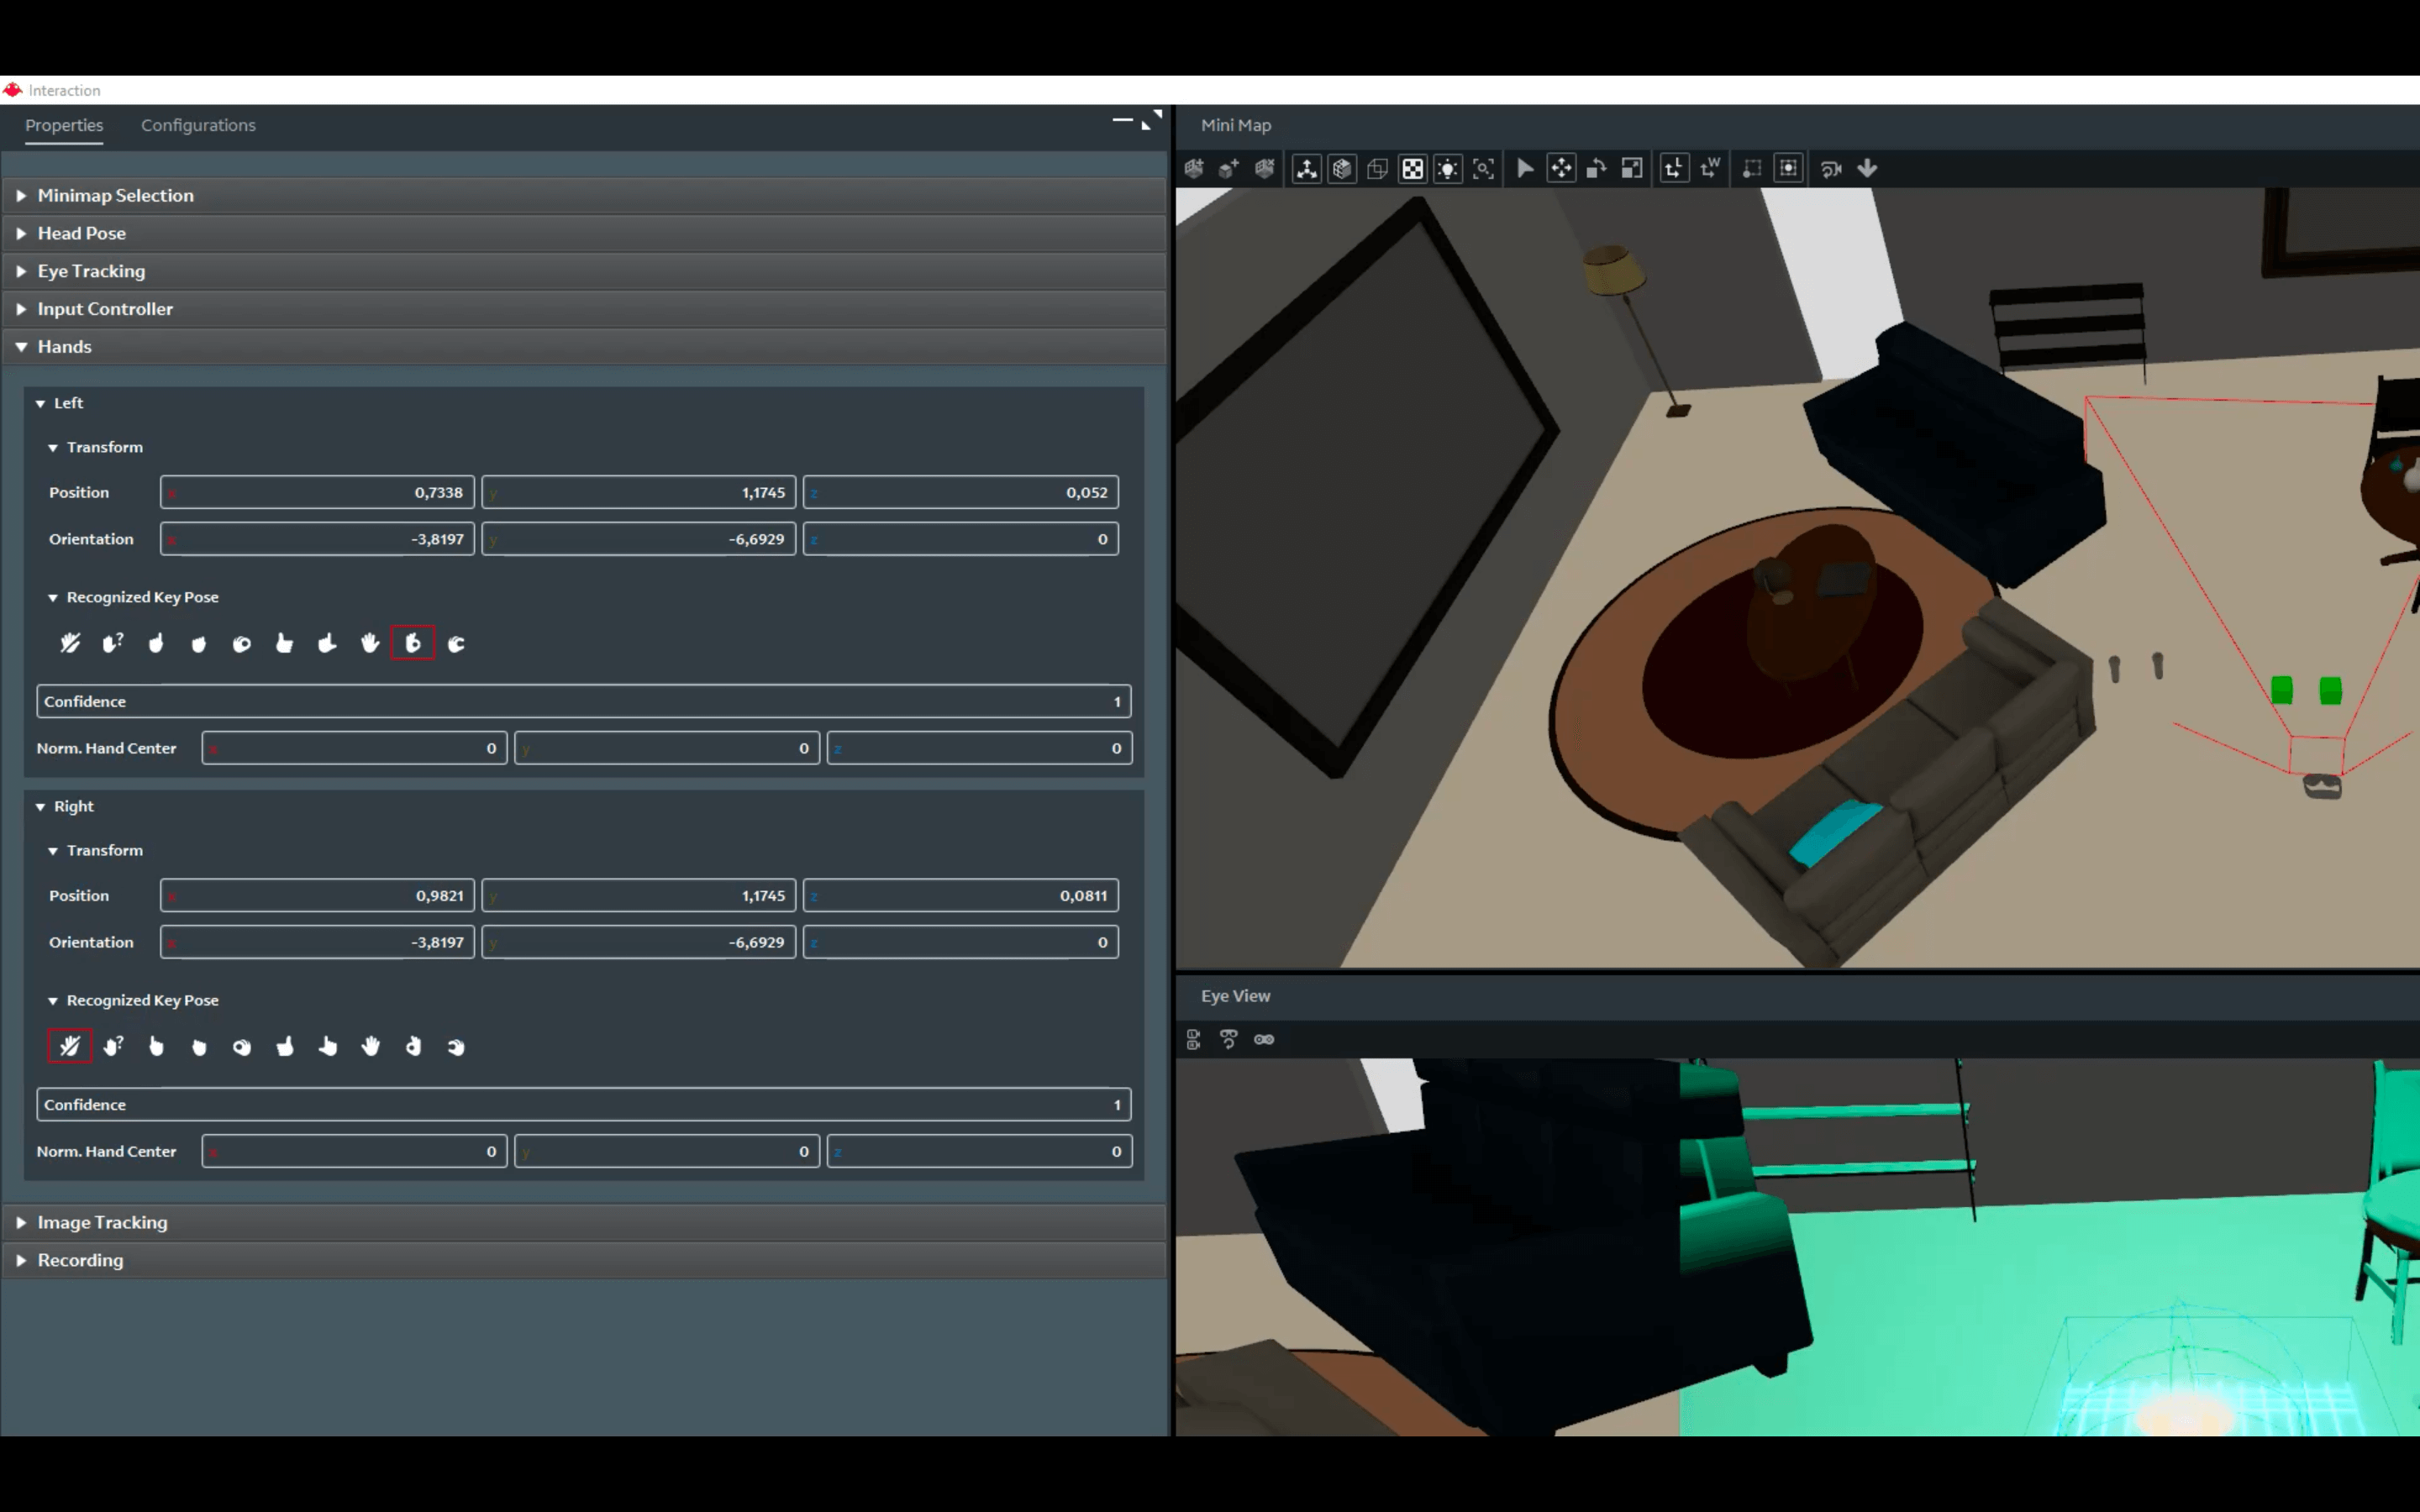 Interaction
Properties Configurations
Minimap Selection
Head Pose
Eye Tracking
Input Controller
Hands
Left
Transform
Position x 0,7338 y 1,1745 z 0,052
Orientation x -3,8197 y -6,6929 z 0
Recognized Key Pose
?
Confidence 1
Norm. Hand Center x 0 y 0 z 0
Right
Transform
Position x 0,9821 y 1,1745 z 0,0811
Orientation x -3,8197 y -6,6929 z 0
Recognized Key Pose
?
Confidence 1
Norm. Hand Center x 0 y 0 z 0
Image Tracking
Recording
Mini Map
L W
Eye View